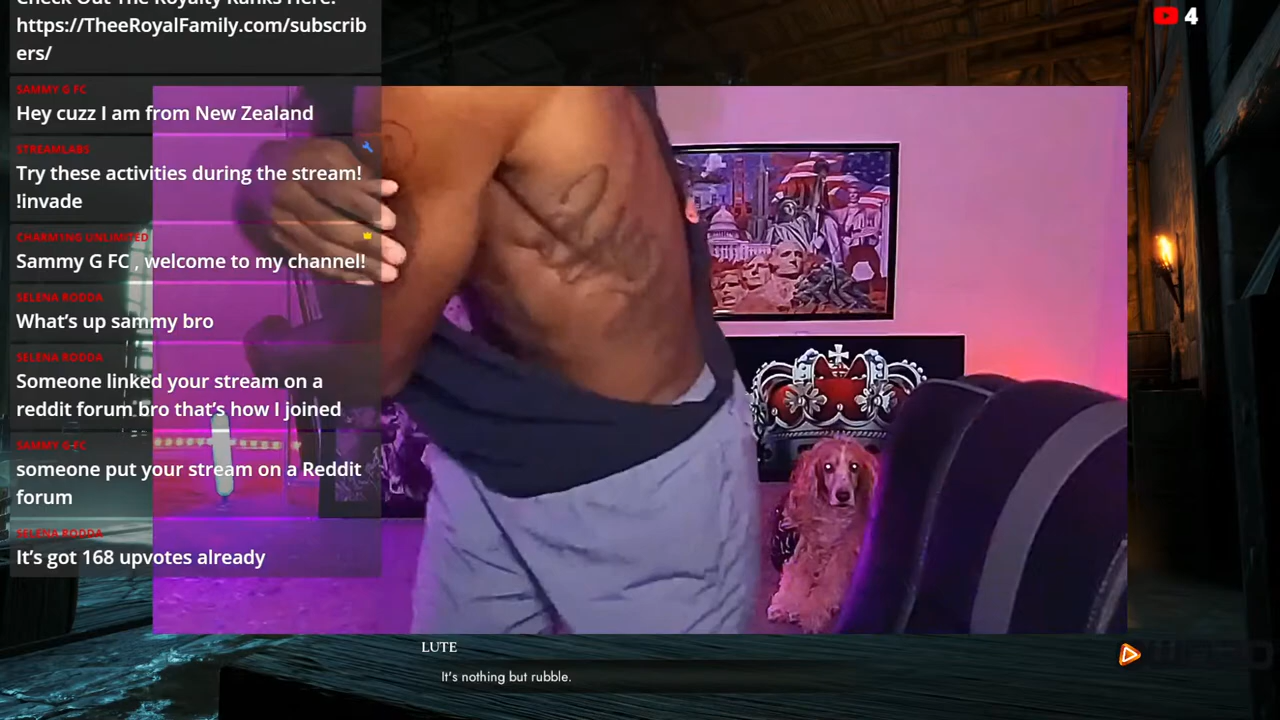 Check Out The Royalty Ranks Here:
https://TheeRoyalFamily.com/subscrib
ers/
SAMMY G FC
Hey cuzz I am from New Zealand
STREAMLABS
Try these activities during the stream!
!invade
CHARM1NG UNLIMITED
Sammy G FC , welcome to my channel!
SELENA RODDA
What's up sammy bro
SELENA RODDA
Someone linked your stream on a
reddit forum bro that's how I joined
SAMMY G FC
someone put your stream on a Reddit
forum
SELENA RODDA
It's got 168 upvotes already
4
LUTE
It's nothing but rubble.